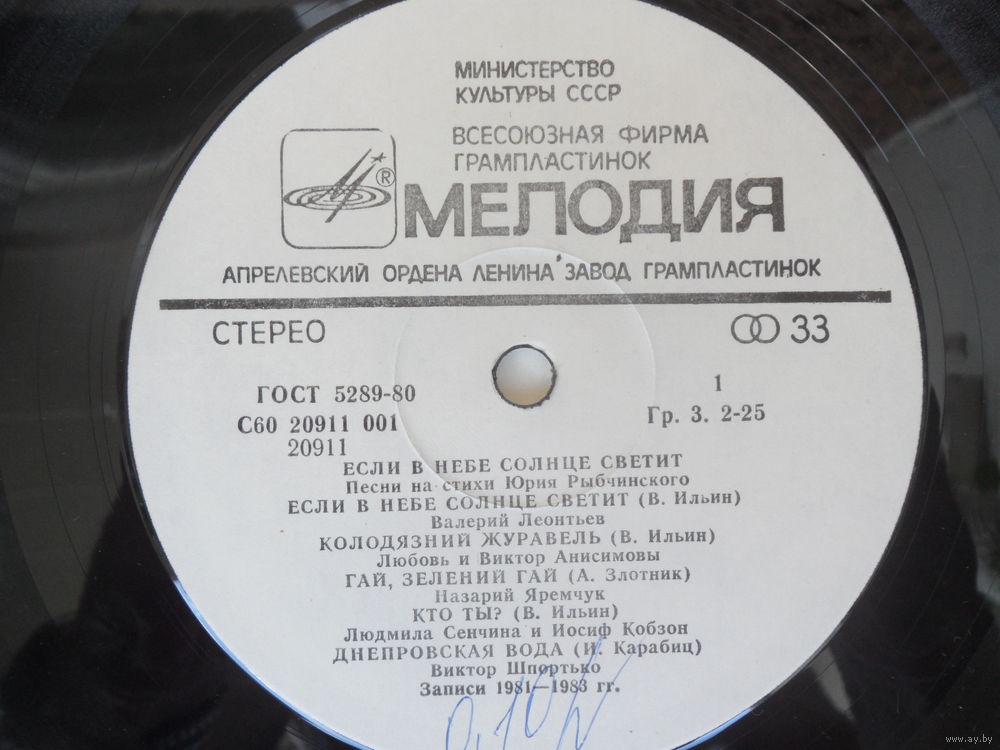 МИНИСТЕРСТВО
КУЛЬТУРЫ СССР
ВСЕСОЮЗНАЯ ФИРМА
ГРАМПЛАСТИНОК
® МЕЛОДИЯ
АПРЕЛЕВСКИЙ ОРДЕНА ЛЕНИНА ЗАВОД ГРАМПЛАСТИНОК
СТЕРЕО 33
ГОСТ 5289-80 1
С60 20911 001 Гр. 3. 2-25
20911
ЕСЛИ В НЕБЕ СОЛНЦЕ СВЕТИТ
Песни на стихи Юрия Рыбчинского
ЕСЛИ В НЕБЕ СОЛНЦЕ СВЕТИТ (В. Ильин)
Валерий Леонтьев
КОЛОДЯЗНИЙ ЖУРАВЕЛЬ (В. Ильин)
Любовь и Виктор Анисимовы
ГАЙ, ЗЕЛЕНИЙ ГАЙ (А. Злотник)
Назарий Яремчук
КТО ТЫ? (В. Ильин)
Людмила Сенчина и Иосиф Кобзон
ДНЕПРОВСКАЯ ВОДА (И. Карабиц)
Виктор Шпортько
Записи 1981—1983 гг.
www.ay.by